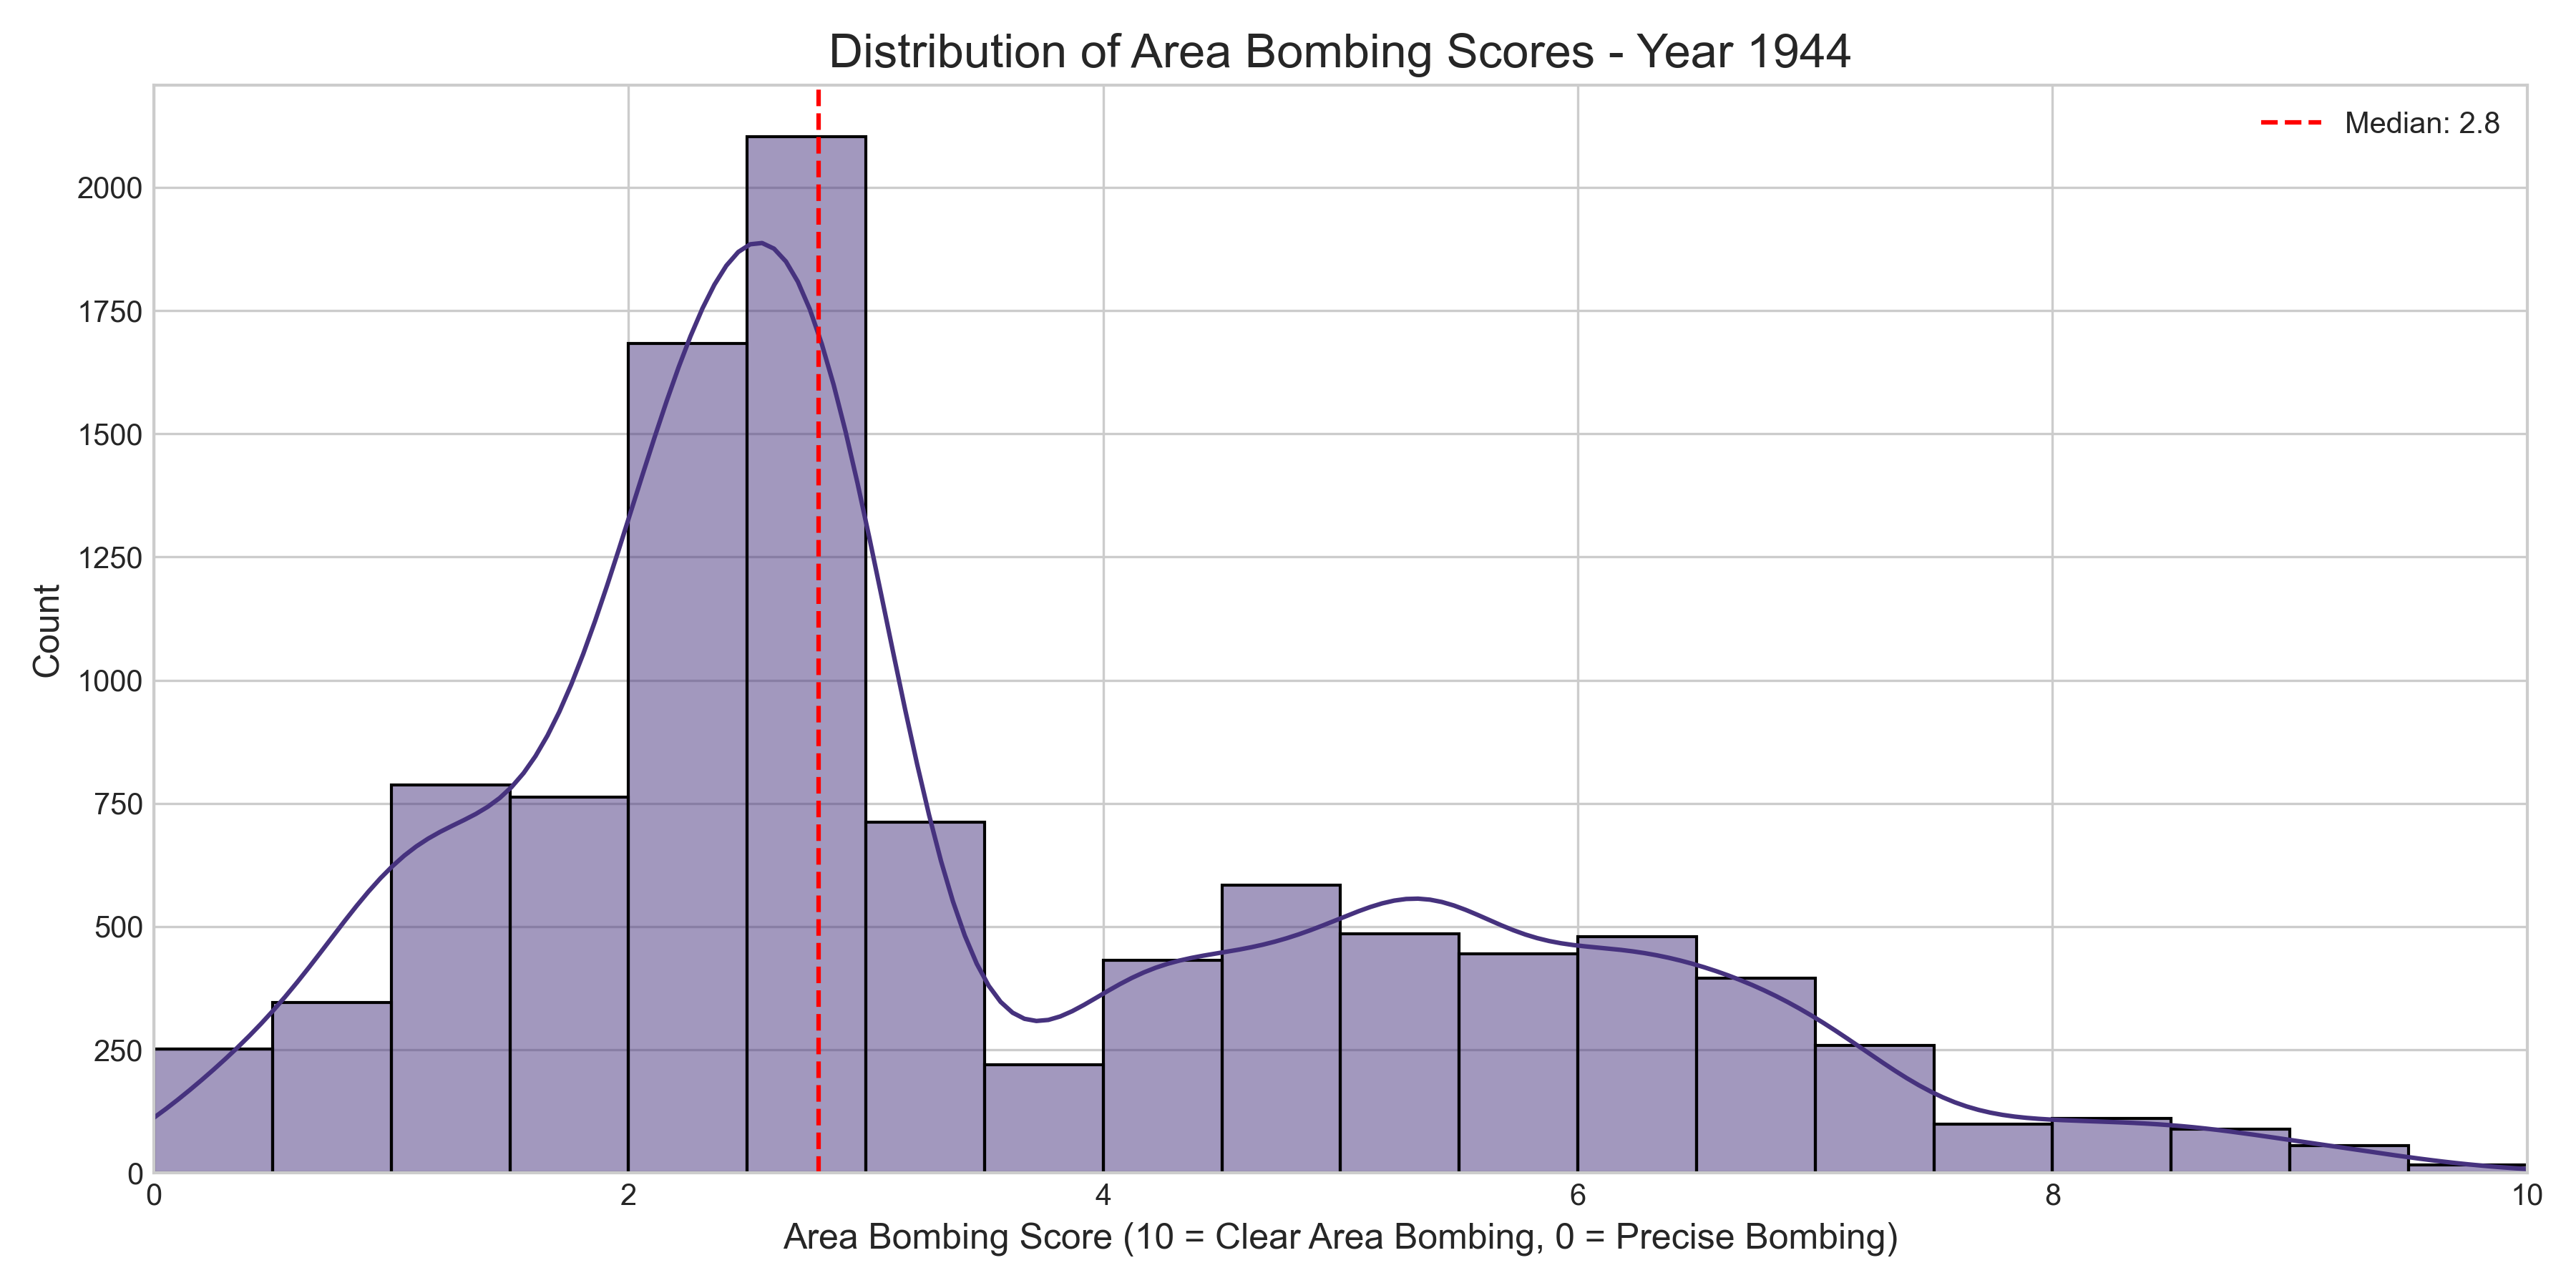 Distribution of Area Bombing Scores - Year 1944
Median: 2.8
2000
1750
1500
1250
1000
750
500
250
0
Count
0 2 4 6 8 10
Area Bombing Score (10 = Clear Area Bombing, 0 = Precise Bombing)